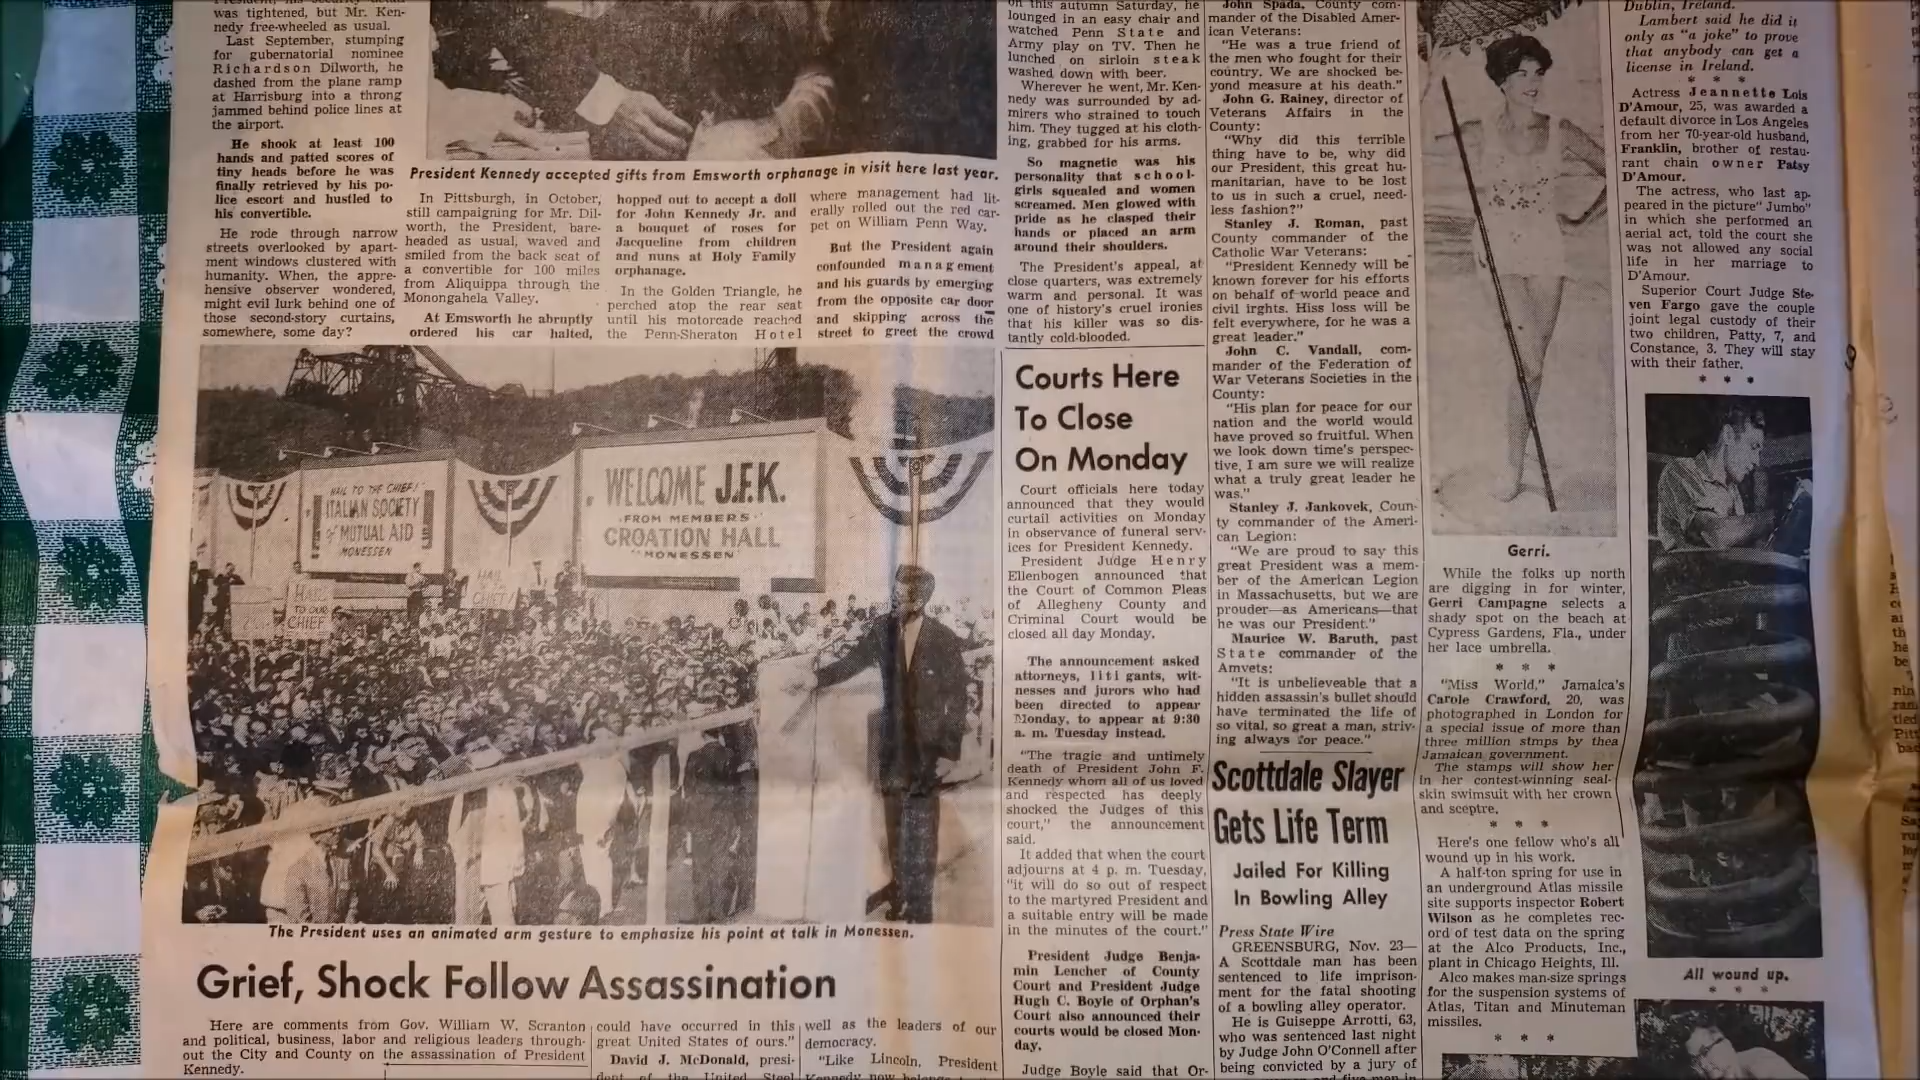 was tightened, but Mr. Ken-
nedy free-wheeled as usual.
Last September, stumping
for gubernatorial nominee
Richardson Dilworth, he
dashed from the plane ramp
at Harrisburg into a throng
jammed behind police lines at
the airport.
He shook at least 100
hands and patted scores of
tiny heads before he was
finally retrieved by his po-
lice escort and hustled to
his convertible.
He rode through narrow
streets overlooked by apart-
ment windows clustered with
humanity. When, the appre-
hensive observer wondered,
might evil lurk behind one of
those second-story curtains,
somewhere, some day?
President Kennedy accepted gifts from Emsworth orphanage in visit here last year.
In Pittsburgh, in October,
still campaigning for Mr. Dil-
worth, the President, bare-
headed as usual, waved and
smiled from the back seat of
a convertible for 100 miles
from Aliquippa through the
Monongahela Valley.
At Emsworth he abruptly
ordered his car halted,
hopped out to accept a doll
for John Kennedy Jr. and
a bouquet of roses for
Jacqueline from children
and nuns at Holy Family
orphanage.
In the Golden Triangle, he
perched atop the rear seat
until his motorcade reached
the Penn-Sheraton Hotel
where management had lit-
erally rolled out the red car-
pet on William Penn Way.
But the President again
confounded management
and his guards by emerging
from the opposite car door
and skipping across the
street to greet the crowd
HAIL TO THE CHIEF!
ITALIAN SOCIETY
of MUTUAL AID
MONESSEN
WELCOME J.F.K.
FROM MEMBERS
CROATION HALL
"MONESSEN"
HAIL
TO OUR
CHIEF
The President uses an animated arm gesture to emphasize his point at talk in Monessen.
Grief, Shock Follow Assassination
Here are comments from Gov. William W. Scranton
and political, business, labor and religious leaders through-
out the City and County on the assassination of President
Kennedy.
could have occurred in this
great United States of ours."
David J. McDonald, presi-
dent of the United Steel
well as the leaders of our
democracy.
"Like Lincoln, President
on this autumn Saturday, he
lounged in an easy chair and
watched Penn State and
Army play on TV. Then he
lunched on sirloin steak
washed down with beer.
Wherever he went, Mr. Ken-
nedy was surrounded by ad-
mirers who strained to touch
him. They tugged at his cloth-
ing, grabbed for his arms.
So magnetic was his
personality that school-
girls squealed and women
screamed. Men glowed with
pride as he clasped their
hands or placed an arm
around their shoulders.
The President's appeal, at
close quarters, was extremely
warm and personal. It was
one of history's cruel ironies
that his killer was so dis-
tantly cold-blooded.
Courts Here
To Close
On Monday
Court officials here today
announced that they would
curtail activities on Monday
in observance of funeral serv-
ices for President Kennedy.
President Judge Henry
Ellenbogen announced that
the Court of Common Pleas
of Allegheny County and
Criminal Court would be
closed all day Monday.
The announcement asked
attorneys, litigants, wit-
nesses and jurors who had
been directed to appear
Monday, to appear at 9:30
a. m. Tuesday instead.
"The tragic and untimely
death of President John F.
Kennedy whom all of us loved
and respected has deeply
shocked the Judges of this
court," the announcement
said.
It added that when the court
adjourns at 4 p. m. Tuesday,
"it will do so out of respect
to the martyred President and
a suitable entry will be made
in the minutes of the court."
President Judge Benja-
min Lencher of County
Court and President Judge
Hugh C. Boyle of Orphan's
Court also announced their
courts would be closed Mon-
day.
Judge Boyle said that Or-
John Spada, County com-
mander of the Disabled Amer-
ican Veterans:
"He was a true friend of
the men who fought for their
country. We are shocked be-
yond measure at his death."
John G. Rainey, director of
Veterans Affairs in the
County:
"Why did this terrible
thing have to be, why did
our President, this great hu-
manitarian, have to be lost
to us in such a cruel, need-
less fashion?"
Stanley J. Roman, past
County commander of the
Catholic War Veterans:
"President Kennedy will be
known forever for his efforts
on behalf of world peace and
civil irghts. Hiss loss will be
felt everywhere, for he was a
great leader."
John C. Vandall, com-
mander of the Federation of
War Veterans Societies in the
County:
"His plan for peace for our
nation and the world would
have proved so fruitful. When
we look down time's perspec-
tive, I am sure we will realize
what a truly great leader he
was."
Stanley J. Jankovek, Coun-
ty commander of the Ameri-
can Legion:
"We are proud to say this
great President was a mem-
ber of the American Legion
in Massachusetts, but we are
prouder—as Americans—that
he was our President."
Maurice W. Baruth, past
State commander of the
Amvets:
"It is unbelieveable that a
hidden assassin's bullet should
have terminated the life of
so vital, so great a man, striv-
ing always for peace."
Scottdale Slayer
Gets Life Term
Jailed For Killing
In Bowling Alley
Press State Wire
GREENSBURG, Nov. 23—
A Scottdale man has been
sentenced to life imprison-
ment for the fatal shooting
of a bowling alley operator.
He is Guiseppe Arrotti, 63,
who was sentenced last night
by Judge John O'Connell after
being convicted by a jury of
Gerri.
While the folks up north
are digging in for winter,
Gerri Campagne selects a
shady spot on the beach at
Cypress Gardens, Fla., under
her lace umbrella.
* * *
"Miss World," Jamaica's
Carole Crawford, 20, was
photographed in London for
a special issue of more than
three million stmps by thea
Jamaican government.
The stamps will show her
in her contest-winning seal-
skin swimsuit with her crown
and sceptre.
* * *
Here's one fellow who's all
wound up in his work.
A half-ton spring for use in
an underground Atlas missile
site supports inspector Robert
Wilson as he completes rec-
ord of test data on the spring
at the Alco Products, Inc.,
plant in Chicago Heights, Ill.
Alco makes man-size springs
for the suspension systems of
Atlas, Titan and Minuteman
missiles.
* * *
Dublin, Ireland.
Lambert said he did it
only as "a joke" to prove
that anybody can get a
license in Ireland.
* * *
Actress Jeannette Lois
D'Amour, 25, was awarded a
default divorce in Los Angeles
from her 70-year-old husband,
Franklin, brother of restau-
rant chain owner Patsy
D'Amour.
The actress, who last ap-
peared in the picture" Jumbo"
in which she performed an
aerial act, told the court she
was not allowed any social
life in her marriage to
D'Amour.
Superior Court Judge Ste-
ven Fargo gave the couple
joint legal custody of their
two children, Patty, 7, and
Constance, 3. They will stay
with their father.
* * *
All wound up.
* * *